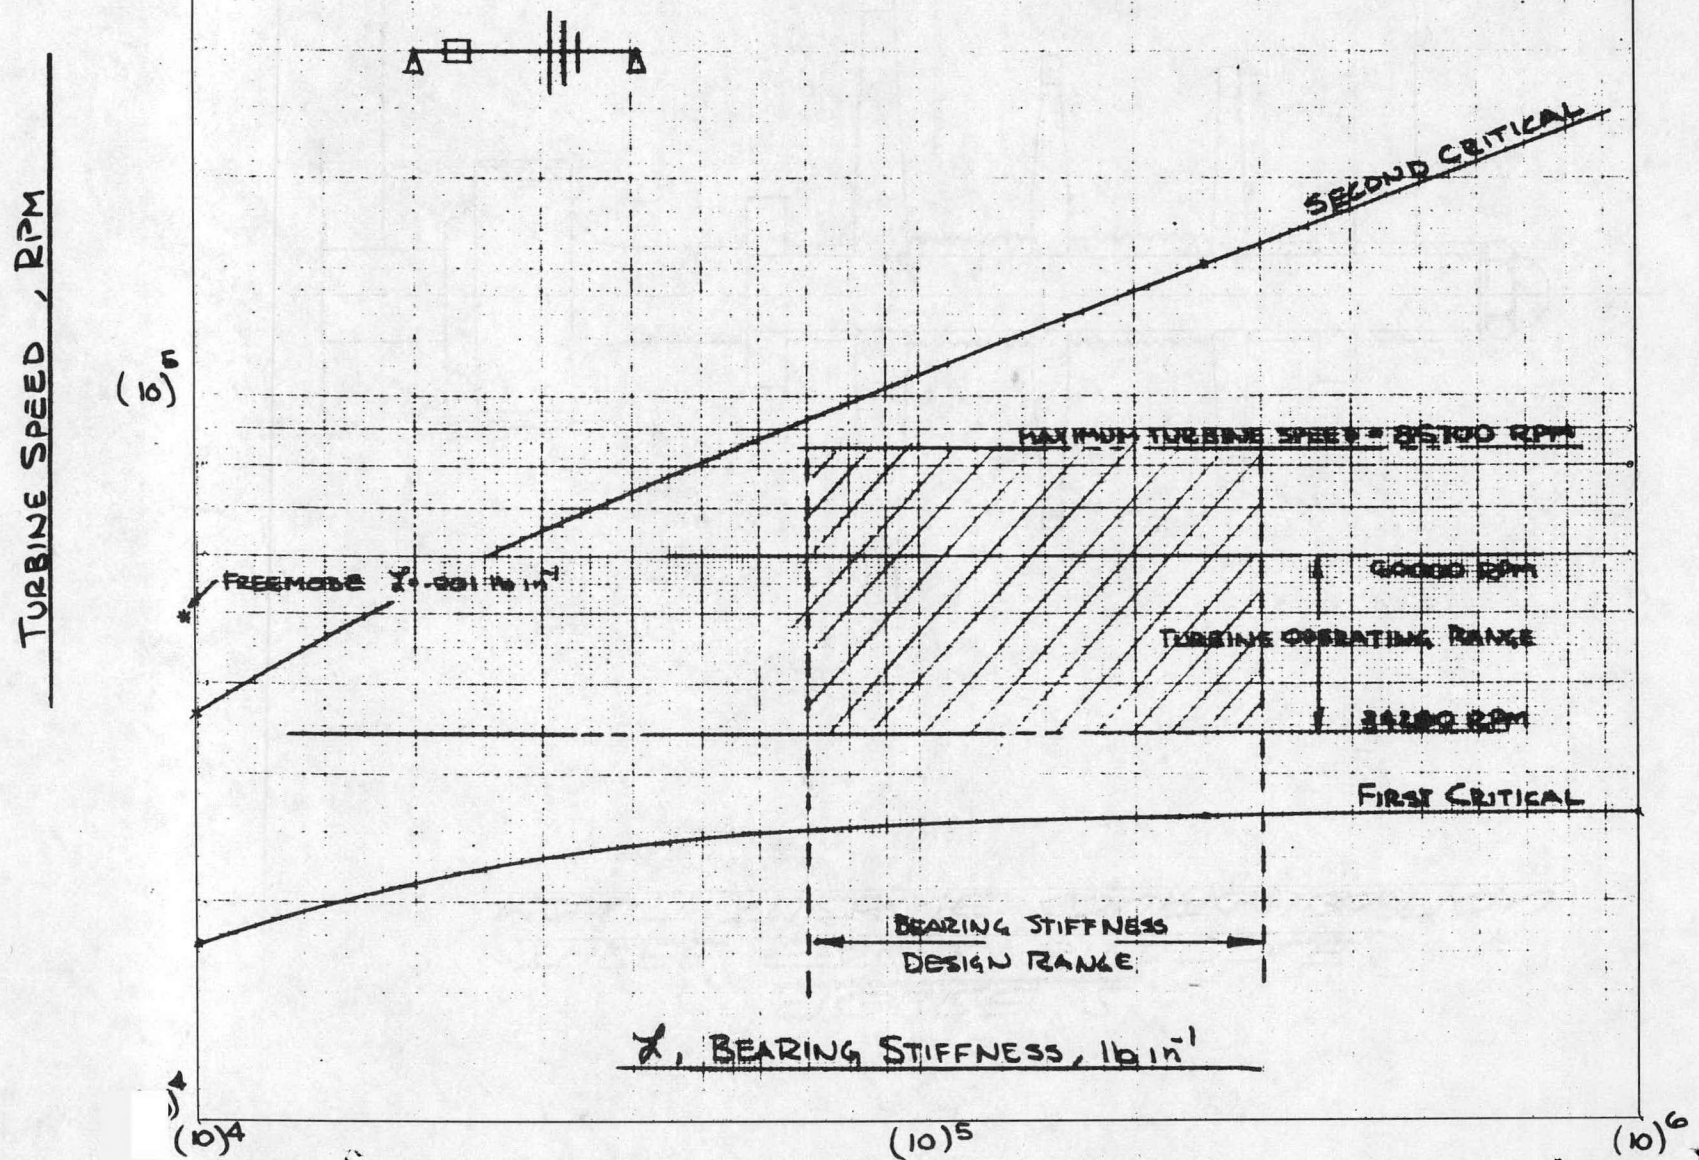 SECOND CRITICAL
TURBINE SPEED, RPM
(10)5
MAXIMUM TURBINE SPEED = 85100 RPM
FREEMODE
60000 RPM
TURBINE OPERATING RANGE
RPM
FIRST CRITICAL
BEARING STIFFNESS
DESIGN RANGE
BEARING STIFFNESS, lb in-1
(10)4
(10)5
(10)6